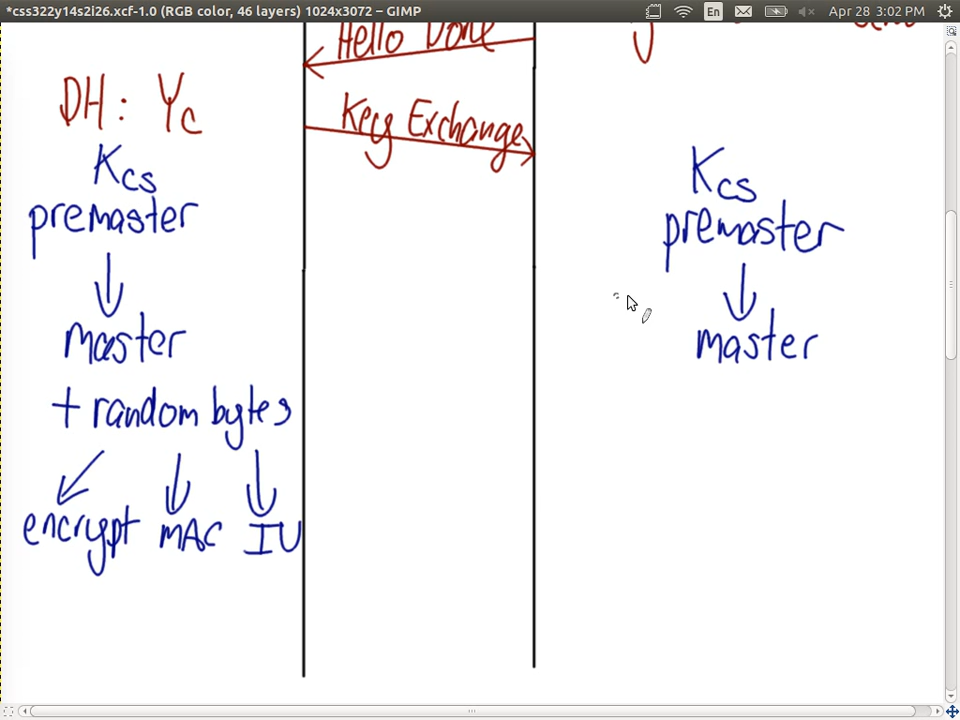 *css322y14s2i26.xcf-1.0 (RGB color, 46 layers) 1024x3072 – GIMP
En
Apr 28 3:02 PM
Hello Done
DH: Yc
Key Exchange
Kcs
premaster
master
+ random bytes
encrypt MAC IV
Kcs
premaster
master